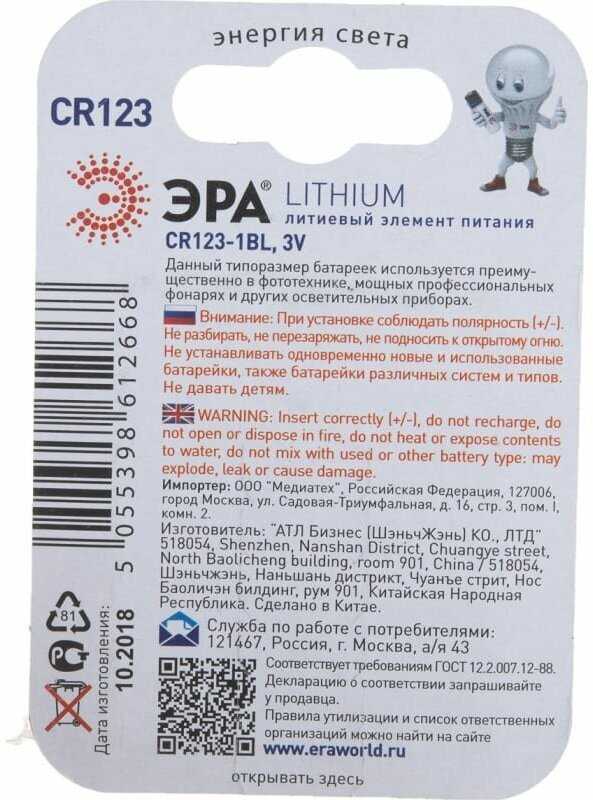 энергия света
CR123
ЭРА® LITHIUM
литиевый элемент питания
CR123-1BL, 3V
Данный типоразмер батареек используется преиму-
щественно в фототехнике, мощных профессиональных
фонарях и других осветительных приборах.
Внимание: При установке соблюдать полярность (+/-).
Не разбирать, не перезаряжать, не подносить к открытому огню.
Не устанавливать одновременно новые и использованные
батарейки, также батарейки различных систем и типов.
Не давать детям.
WARNING: Insert correctly (+/-), do not recharge, do
not open or dispose in fire, do not heat or expose contents
to water, do not mix with used or other battery type: may
explode, leak or cause damage.
Импортер: ООО "Медиатех", Российская Федерация, 127006,
город Москва, ул. Садовая-Триумфальная, д. 16, стр. 3, пом. I,
комн. 2.
Изготовитель: "АТЛ Бизнес (ШэньчЖэнь) КО., ЛТД"
518054, Shenzhen, Nanshan District, Chuangye street,
North Baolicheng building, room 901, China / 518054,
Шэньчжэнь, Наньшань дистрикт, Чуанъе стрит, Нос
Баоличэн билдинг, рум 901, Китайская Народная
Республика. Сделано в Китае.
Служба по работе с потребителями:
121467, Россия, г. Москва, а/я 43
Соответствует требованиям ГОСТ 12.2.007.12-88.
Декларацию о соответствии запрашивайте
у продавца.
Правила утилизации и список ответственных
организаций можно найти на сайте
www.eraworld.ru
открывать здесь
5 055398 612668
81
Дата изготовления:
10.2018
ЭРА